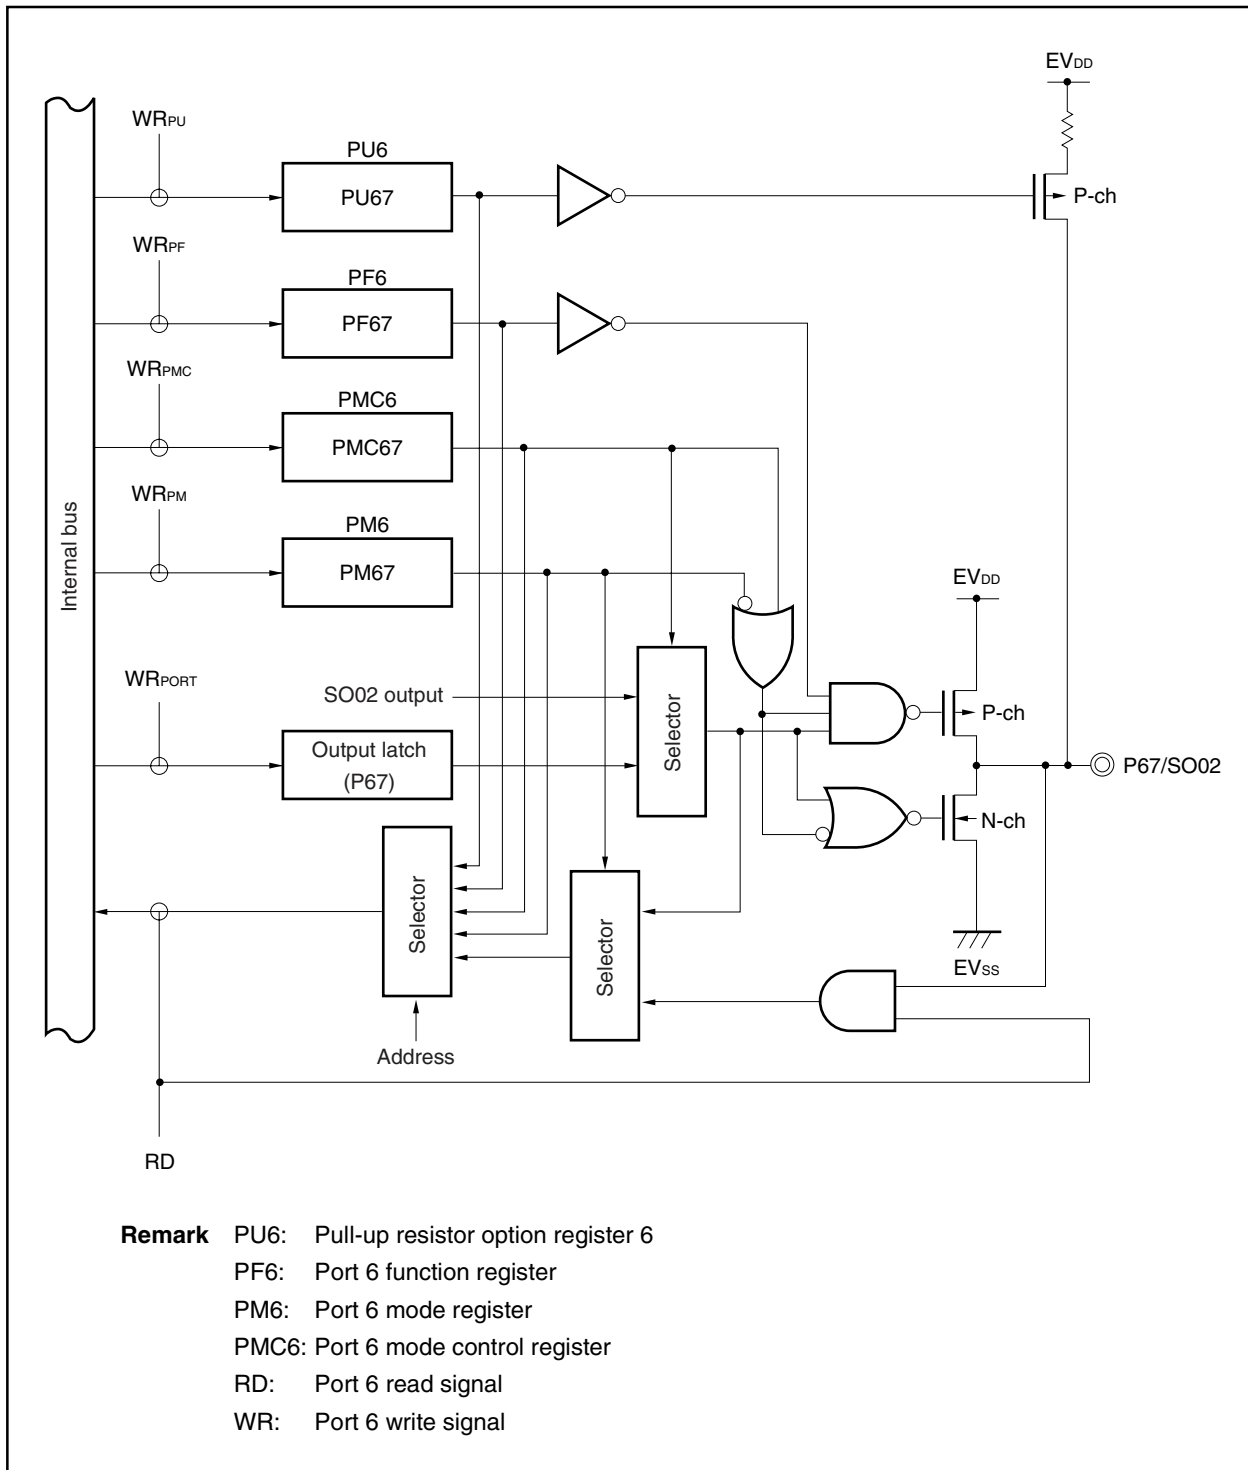 EVDD
WRPU
PU6
PU67
P-ch
WRPF
PF6
PF67
WRPMC
PMC6
PMC67
WRPM
PM6
PM67
Internal bus
EVDD
WRPORT
SO02 output
Selector
P-ch
Output latch
(P67)
P67/SO02
N-ch
Selector
Selector
EVSS
Address
RD
Remark PU6: Pull-up resistor option register 6
PF6: Port 6 function register
PM6: Port 6 mode register
PMC6: Port 6 mode control register
RD: Port 6 read signal
WR: Port 6 write signal